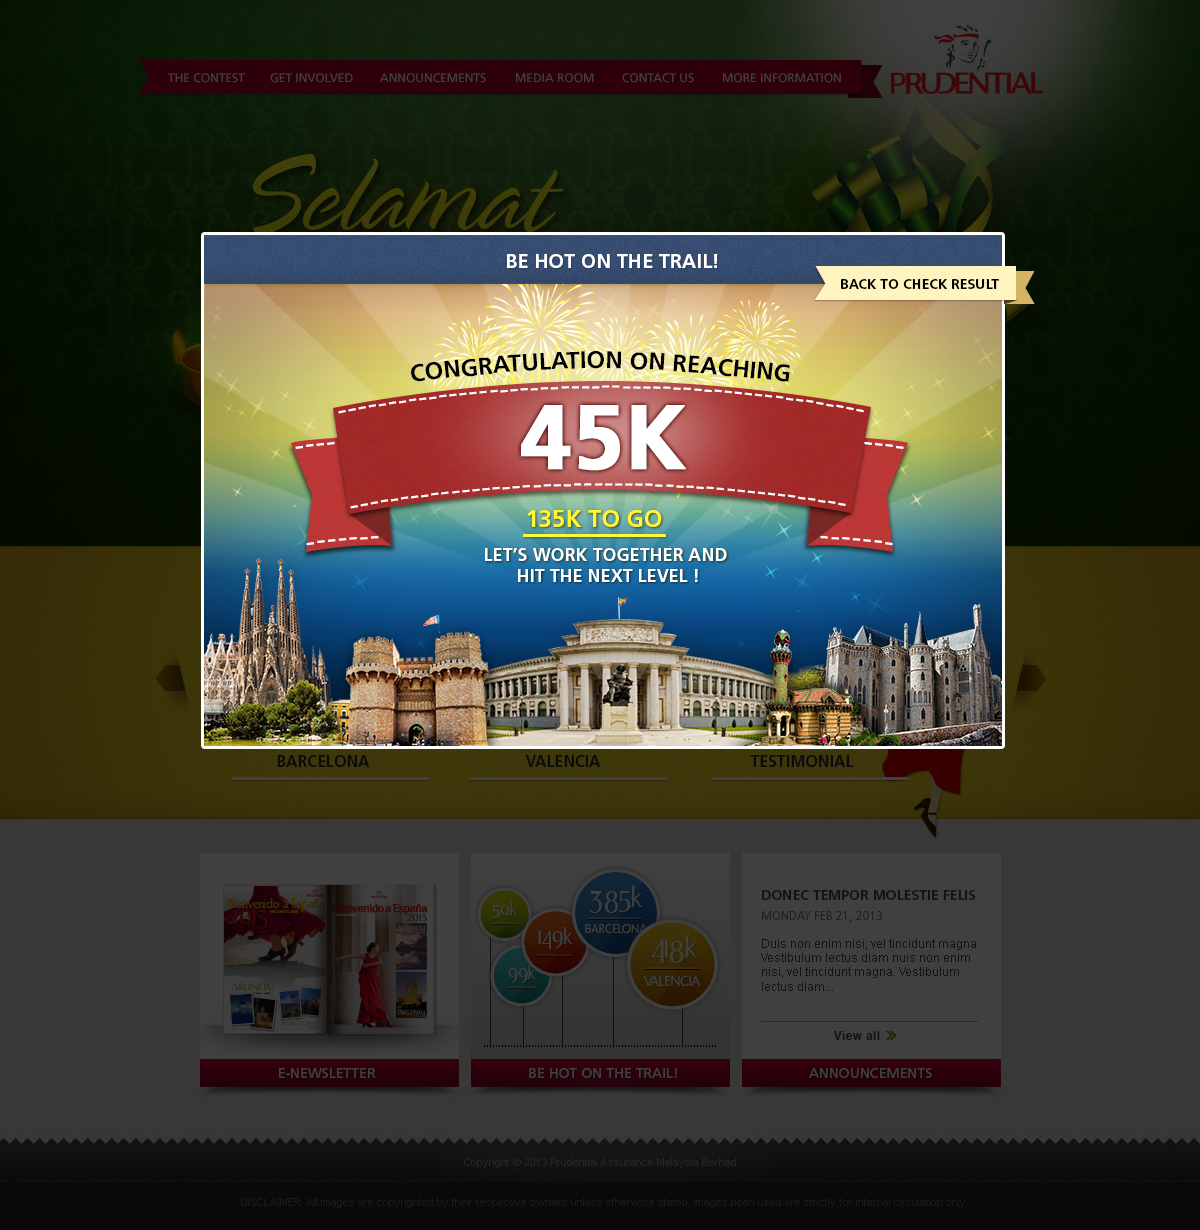 THE CONTEST GET INVOLVED ANNOUNCEMENTS MEDIA ROOM CONTACT US MORE INFORMATION
PRUDENTIAL
Selamat
BE HOT ON THE TRAIL!
BACK TO CHECK RESULT
CONGRATULATION ON REACHING
45K
135K TO GO
LET'S WORK TOGETHER AND
HIT THE NEXT LEVEL !
BARCELONA VALENCIA TESTIMONIAL
Bienvenido a España
Bienvenido a España
2013
Valencia
VALENCIA
Barcelona
E-NEWSLETTER
50k
149k
99k
385k
BARCELONA
418k
VALENCIA
BE HOT ON THE TRAIL!
DONEC TEMPOR MOLESTIE FELIS
MONDAY FEB 21, 2013
Duis non enim nisi, vel tincidunt magna.
Vestibulum lectus diam nuis non enim
nisi, vel tincidunt magna. Vestibulum
lectus diam...
View all
ANNOUNCEMENTS
Copyright © 2013 Prudential Assurance Malaysia Berhad
DISCLAIMER: All images are copyrighted by their respective owners unless otherwise stated. Images been used are strictly for internal circulation only.